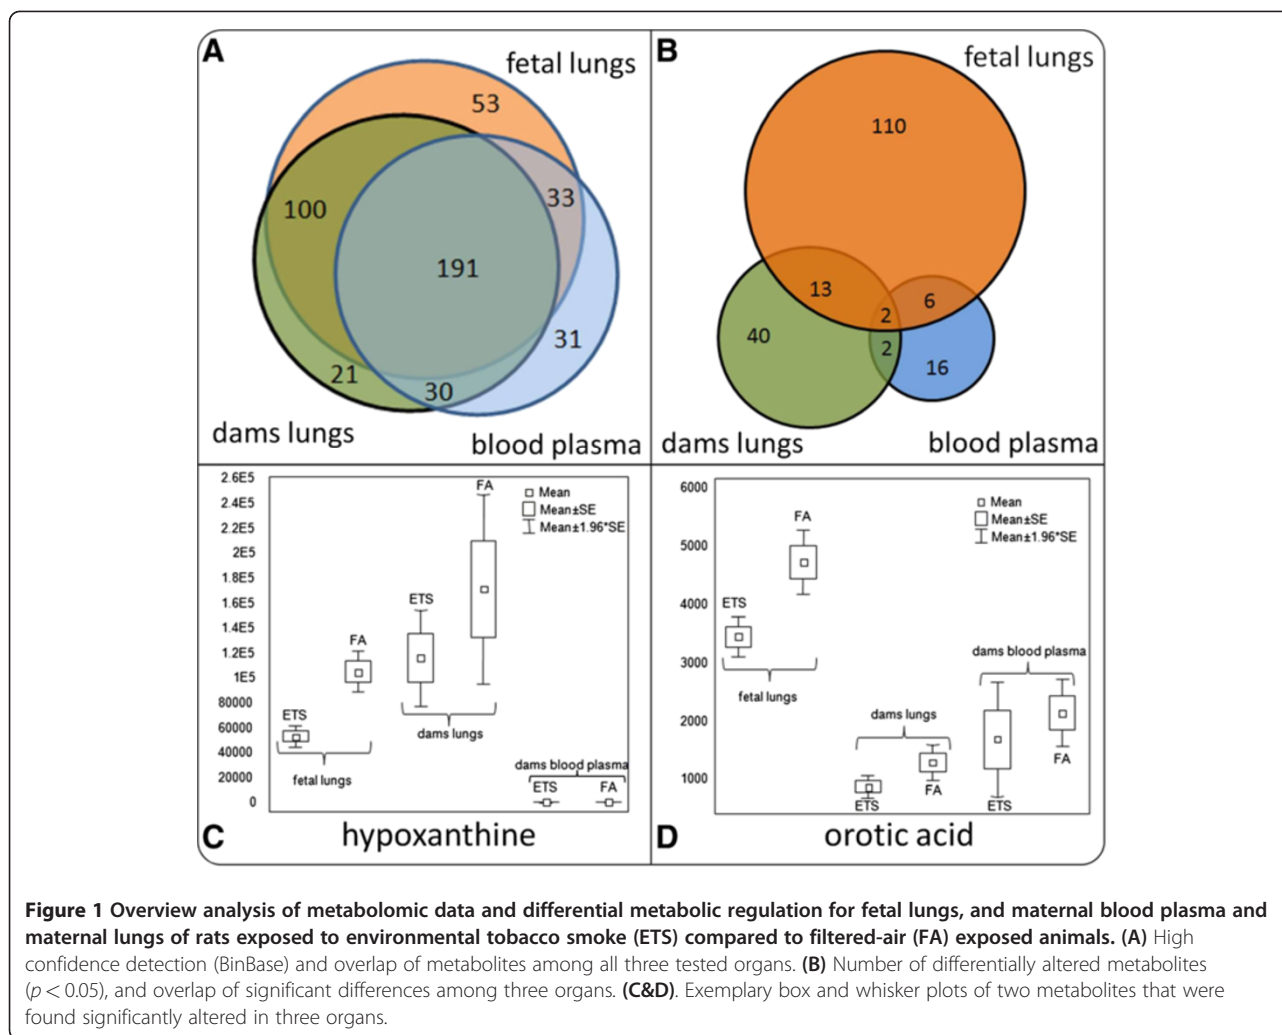 A
fetal lungs
53
100
33
191
31
21
30
dams lungs
blood plasma
B
fetal lungs
110
13
6
2
40
2
16
dams lungs
blood plasma
2.6E5
2.4E5
2.2E5
2E5
1.8E5
1.6E5
1.4E5
1.2E5
1E5
80000
60000
40000
20000
0
FA
Mean
Mean±SE
Mean±1.96*SE
ETS
FA
ETS
dams lungs
fetal lungs
dams blood plasma
ETS FA
C
hypoxanthine
6000
5000
4000
3000
2000
1000
Mean
Mean±SE
Mean±1.96*SE
FA
ETS
fetal lungs
dams blood plasma
dams lungs
FA
FA
ETS
ETS
D
orotic acid
Figure 1 Overview analysis of metabolomic data and differential metabolic regulation for fetal lungs, and maternal blood plasma and
maternal lungs of rats exposed to environmental tobacco smoke (ETS) compared to filtered-air (FA) exposed animals. (A) High
confidence detection (BinBase) and overlap of metabolites among all three tested organs. (B) Number of differentially altered metabolites
(p < 0.05), and overlap of significant differences among three organs. (C&D). Exemplary box and whisker plots of two metabolites that were
found significantly altered in three organs.